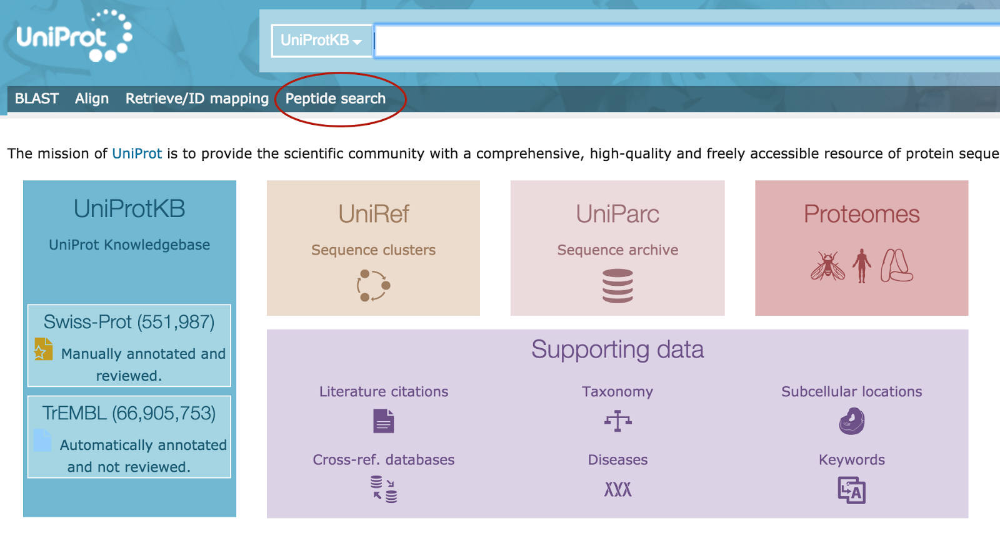 UniProt
UniProtKB
BLAST Align Retrieve/ID mapping Peptide search
The mission of UniProt is to provide the scientific community with a comprehensive, high-quality and freely accessible resource of protein seque
UniProtKB
UniProt Knowledgebase
Swiss-Prot (551,987)
Manually annotated and
reviewed.
TrEMBL (66,905,753)
Automatically annotated
and not reviewed.
UniRef
Sequence clusters
UniParc
Sequence archive
Proteomes
Supporting data
Literature citations
Taxonomy
Subcellular locations
Cross-ref. databases
Diseases
Keywords
A